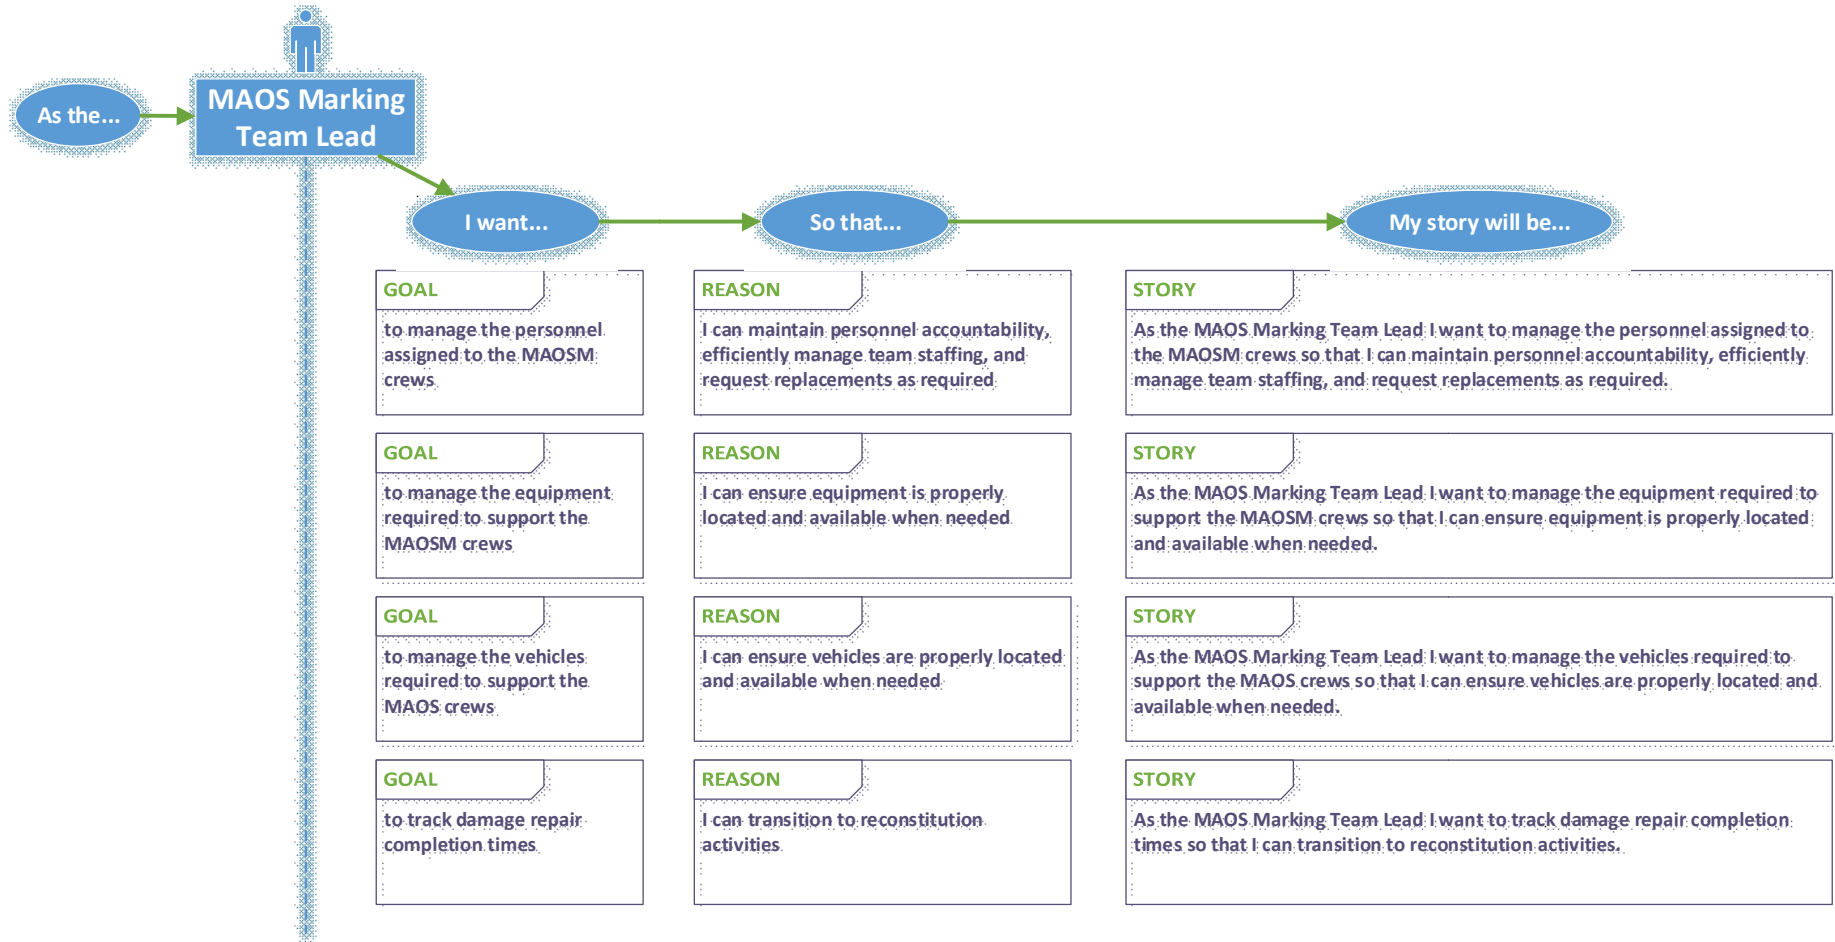 As the...
MAOS Marking
Team Lead
I want...
So that...
My story will be...
GOAL
to manage the personnel
assigned to the MAOSM
crews
REASON
I can maintain personnel accountability,
efficiently manage team staffing, and
request replacements as required
STORY
As the MAOS Marking Team Lead I want to manage the personnel assigned to
the MAOSM crews so that I can maintain personnel accountability, efficiently
manage team staffing, and request replacements as required.
GOAL
to manage the equipment
required to support the
MAOSM crews
REASON
I can ensure equipment is properly
located and available when needed
STORY
As the MAOS Marking Team Lead I want to manage the equipment required to
support the MAOSM crews so that I can ensure equipment is properly located
and available when needed.
GOAL
to manage the vehicles
required to support the
MAOS crews
REASON
I can ensure vehicles are properly located
and available when needed
STORY
As the MAOS Marking Team Lead I want to manage the vehicles required to
support the MAOS crews so that I can ensure vehicles are properly located and
available when needed.
GOAL
to track damage repair
completion times
REASON
I can transition to reconstitution
activities
STORY
As the MAOS Marking Team Lead I want to track damage repair completion
times so that I can transition to reconstitution activities.